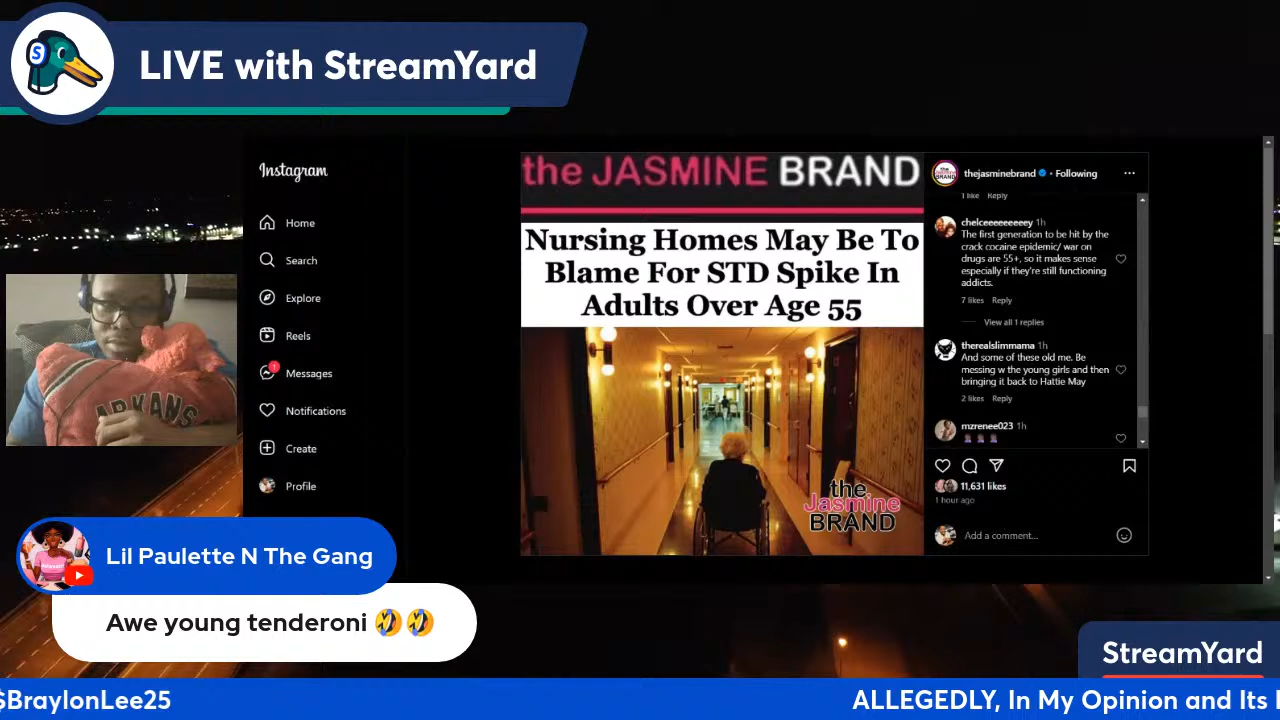 LIVE with StreamYard
Instagram
Home
Search
Explore
Reels
1
Messages
Notifications
Create
Profile
the JASMINE BRAND
Nursing Homes May Be To
Blame For STD Spike In
Adults Over Age 55
the
Jasmine
BRAND
thejasminebrand • Following
1 like Reply
chelceeeeeeeeey 1h
The first generation to be hit by the
crack cocaine epidemic/ war on
drugs are 55+, so it makes sense
especially if they're still functioning
addicts.
7 likes Reply
View all 1 replies
therealslimmama 1h
And some of these old me. Be
messing w the young girls and then
bringing it back to Hattie May
2 likes Reply
mzrenee023 1h
🤦🏾‍♀️🤦🏾‍♀️🤦🏾‍♀️
11,631 likes
1 hour ago
Add a comment...
ARKANS
Lil Paulette N The Gang
Awe young tenderoni 🤣🤣
StreamYard
$BraylonLee25
ALLEGEDLY, In My Opinion and Its